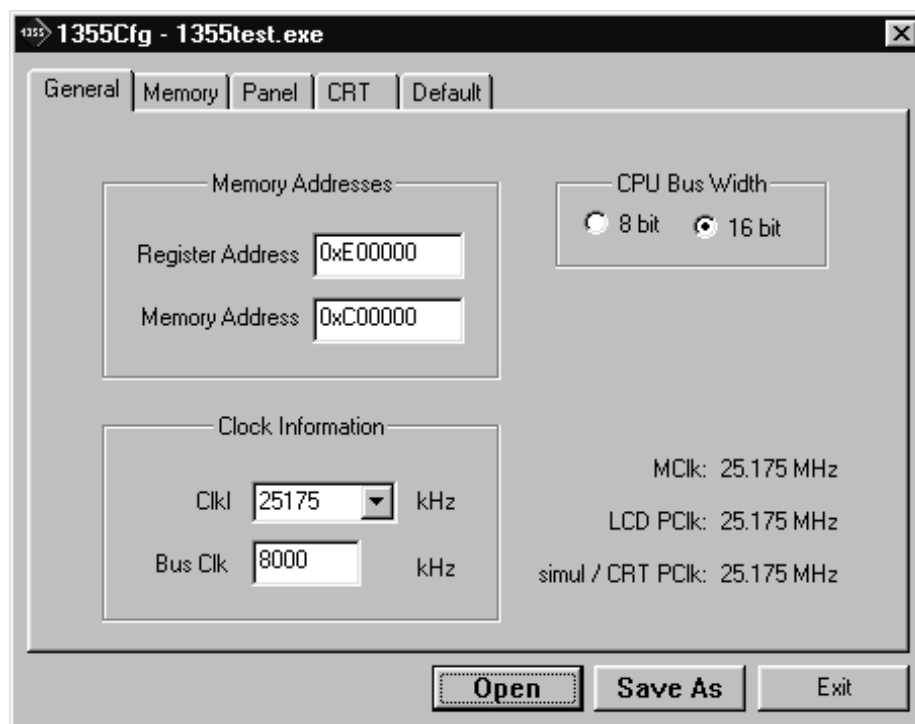 1355 1355Cfg - 1355test.exe
General Memory Panel CRT Default
Memory Addresses
Register Address 0xE00000
Memory Address 0xC00000
CPU Bus Width
8 bit 16 bit
Clock Information
ClkI 25175 kHz
Bus Clk 8000 kHz
MClk: 25.175 MHz
LCD PClk: 25.175 MHz
simul / CRT PClk: 25.175 MHz
Open Save As Exit